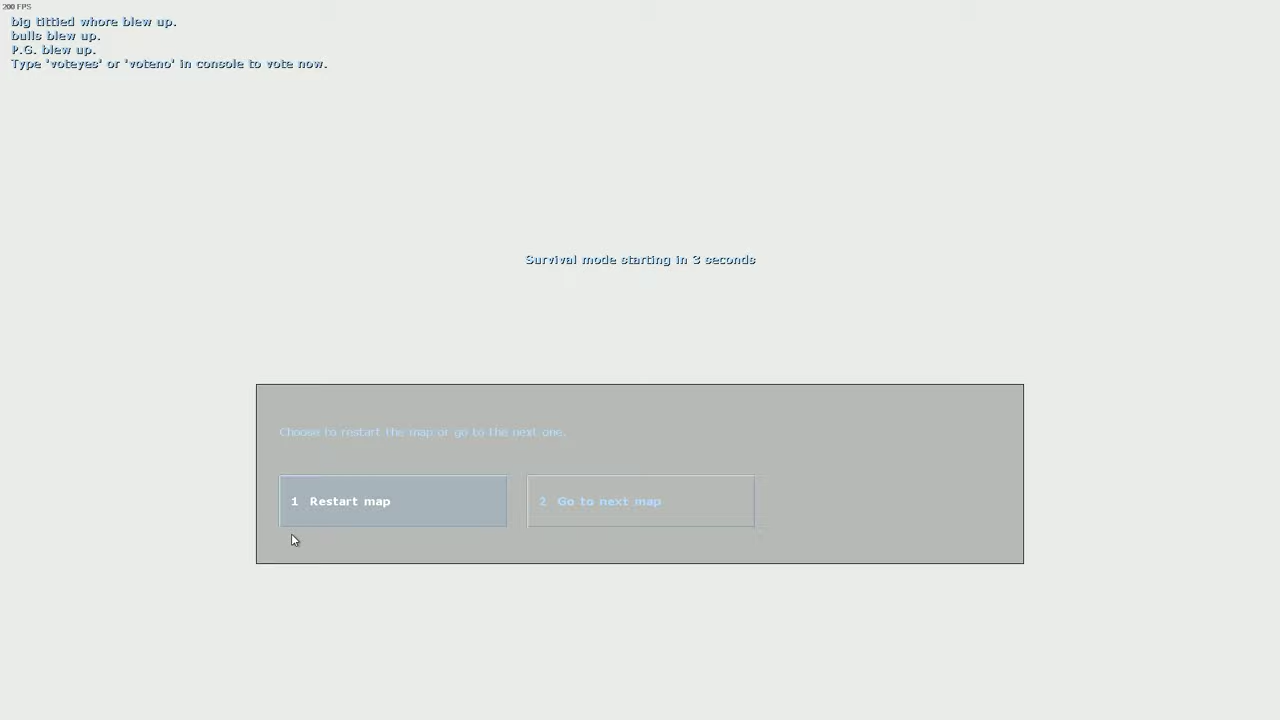 200 FPS
big tittied whore blew up.
bulls blew up.
P.G. blew up.
Type 'voteyes' or 'voteno' in console to vote now.
Survival mode starting in 3 seconds
Choose to restart the map or go to the next one.
1 Restart map
2 Go to next map